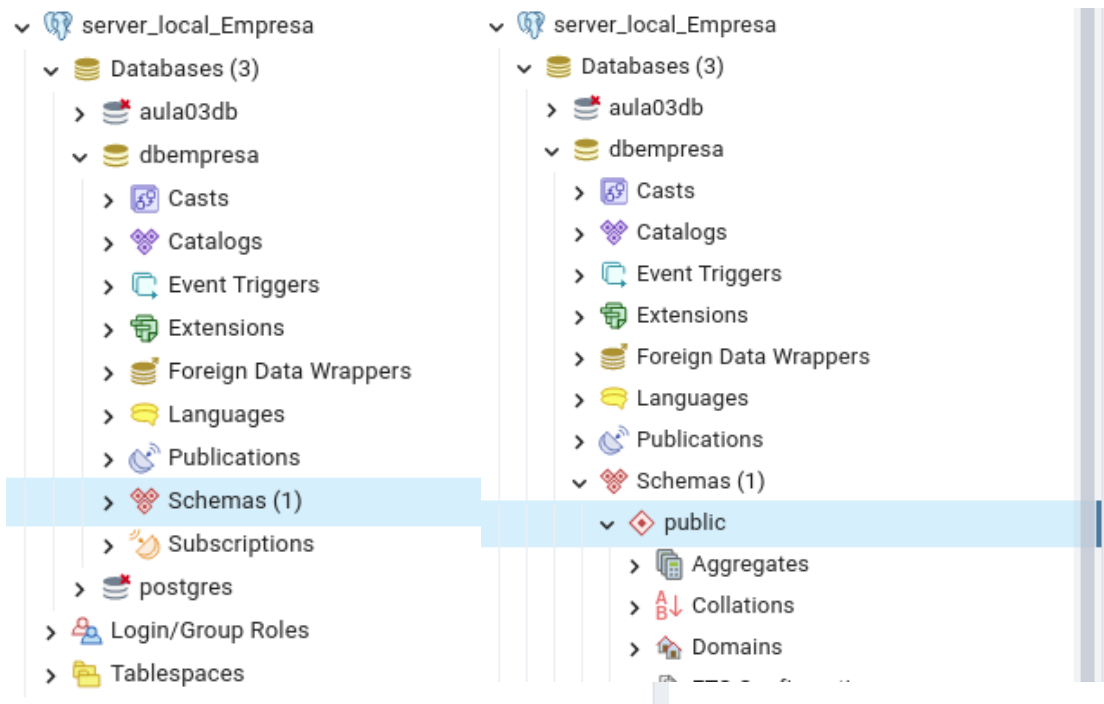 server_local_Empresa
Databases (3)
aula03db
dbempresa
Casts
Catalogs
Event Triggers
Extensions
Foreign Data Wrappers
Languages
Publications
Schemas (1)
Subscriptions
postgres
Login/Group Roles
Tablespaces
server_local_Empresa
Databases (3)
aula03db
dbempresa
Casts
Catalogs
Event Triggers
Extensions
Foreign Data Wrappers
Languages
Publications
Schemas (1)
public
Aggregates
Collations
Domains